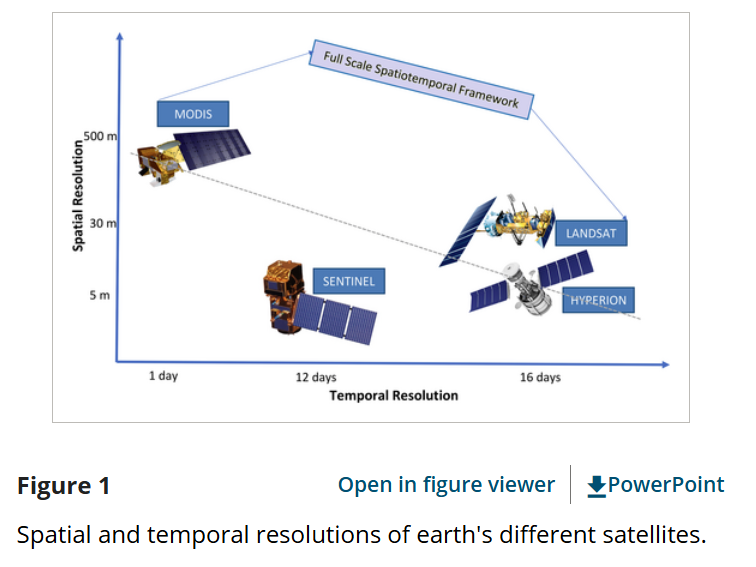 Full Scale Spatiotemporal Framework
MODIS
500 m
Spatial Resolution
30 m
LANDSAT
SENTINEL
5 m
HYPERION
1 day
12 days
16 days
Temporal Resolution
Figure 1
Open in figure viewer
PowerPoint
Spatial and temporal resolutions of earth's different satellites.